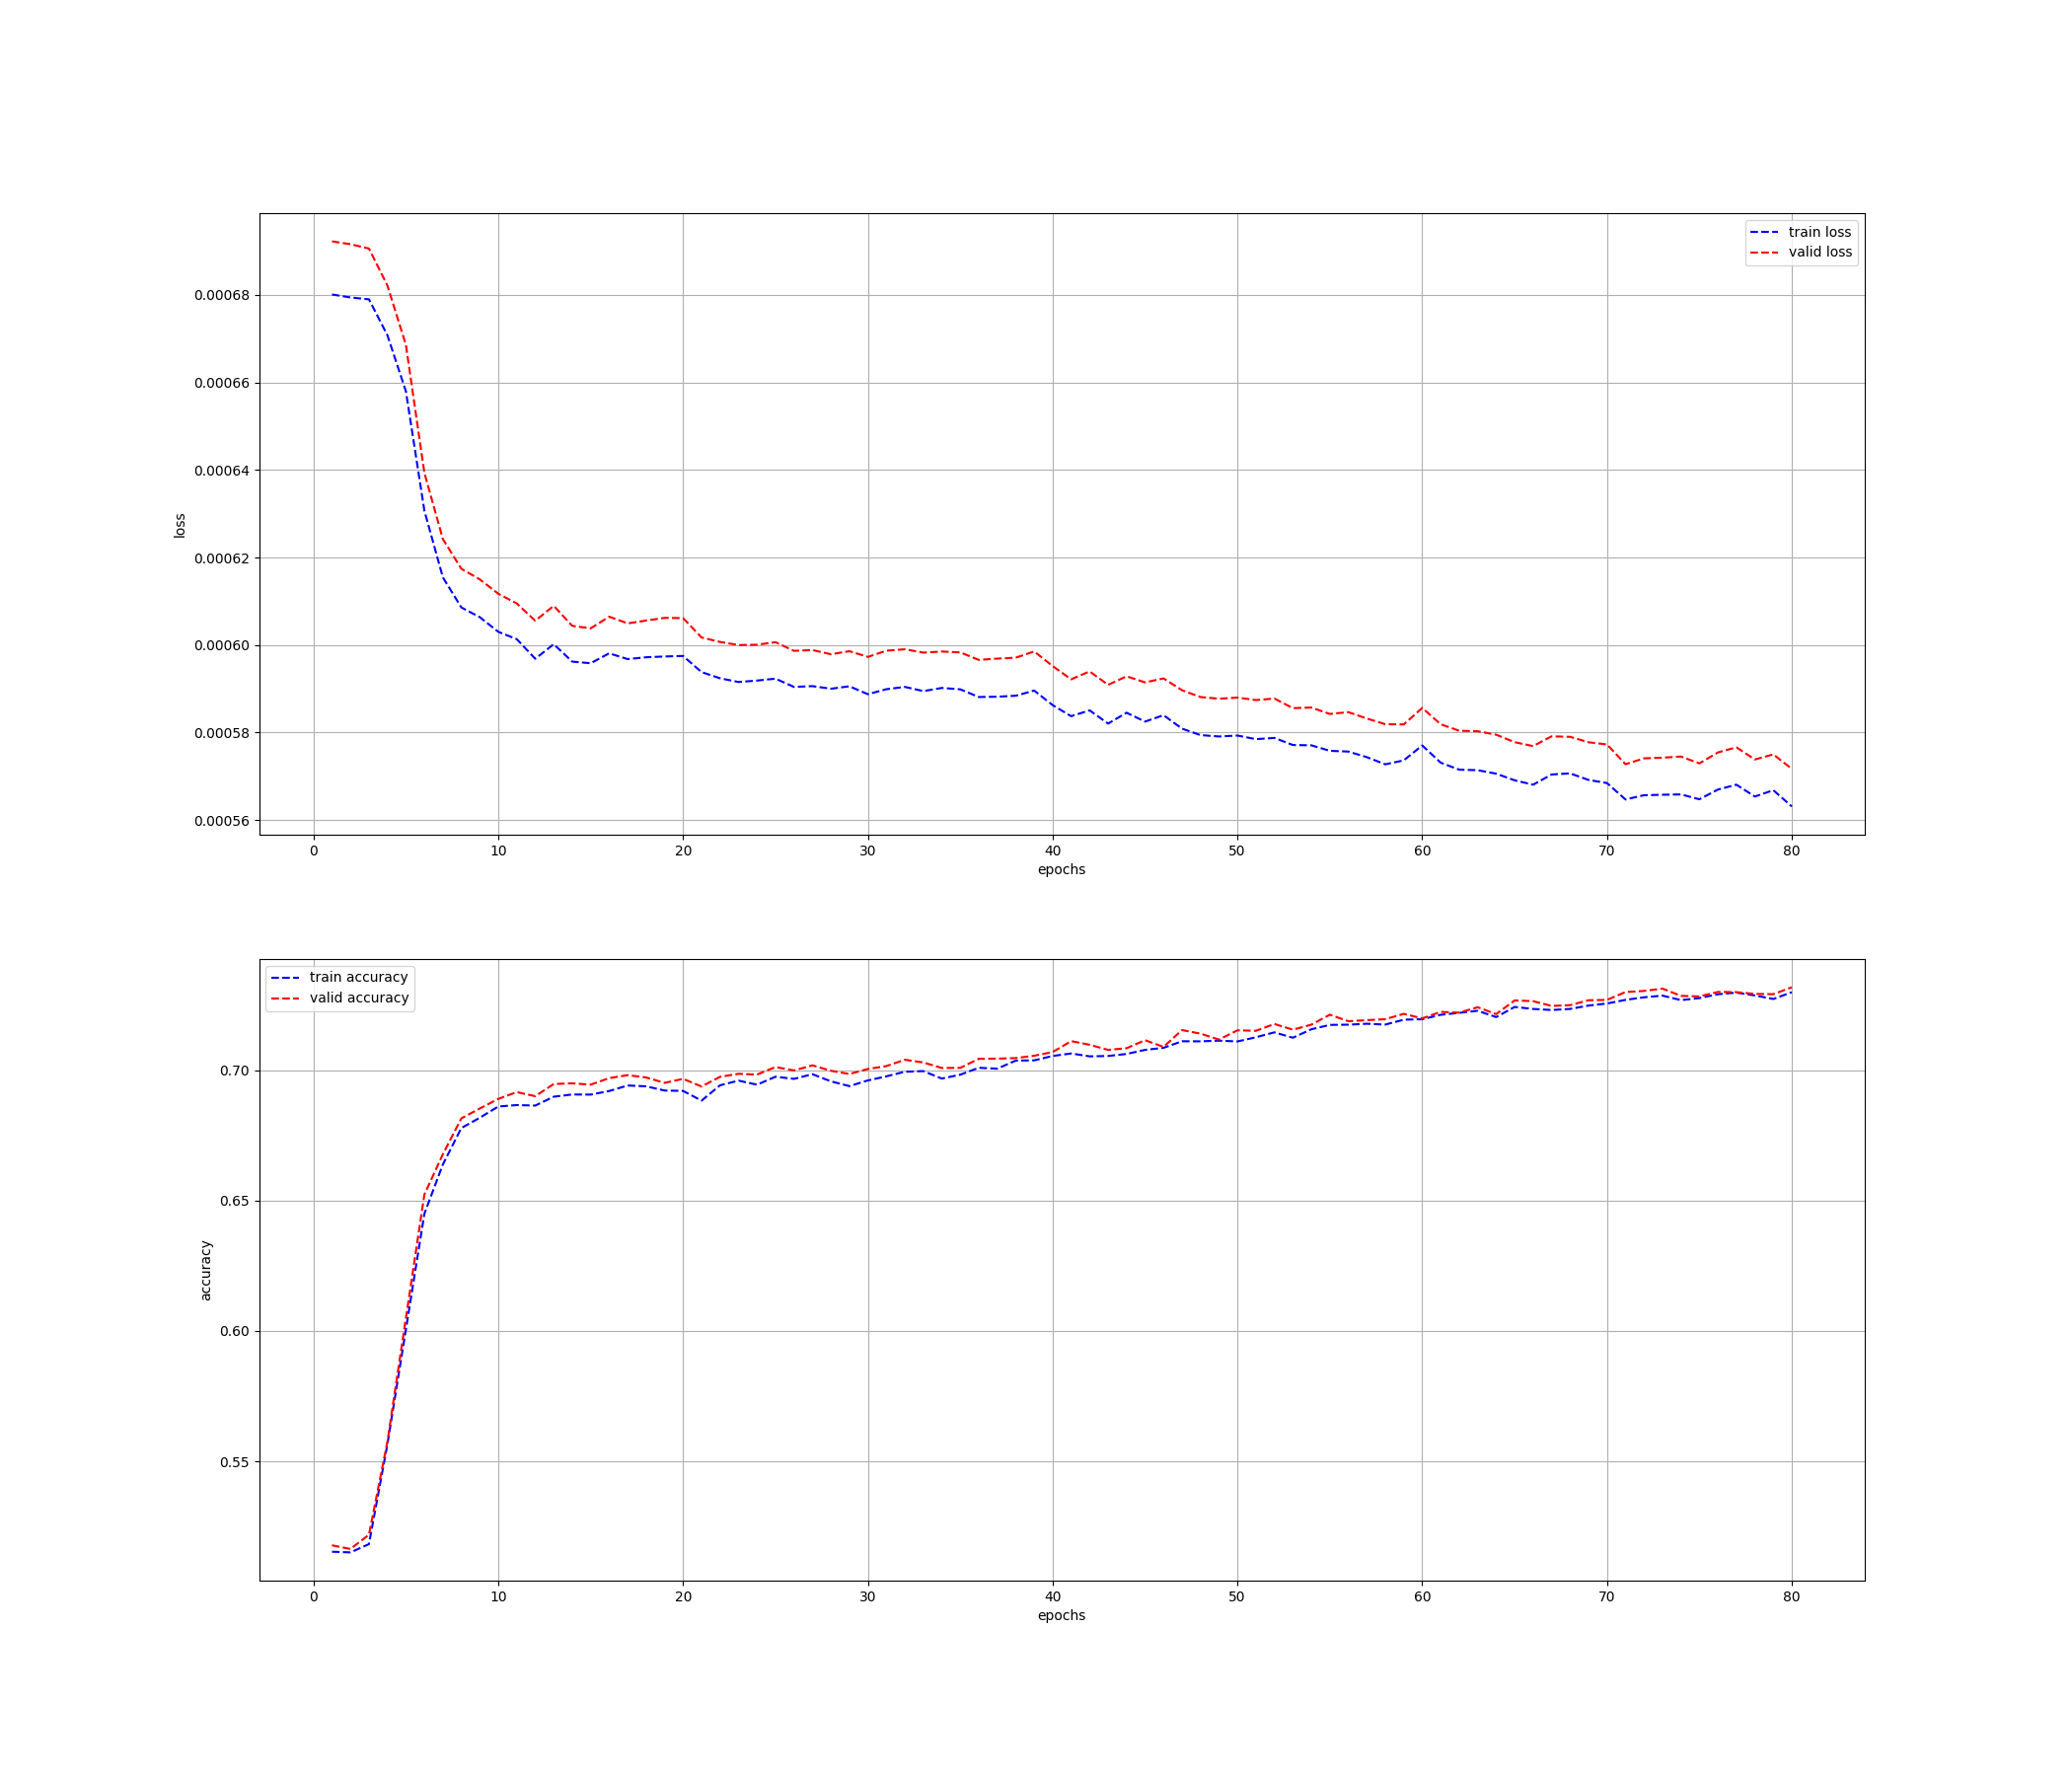 train loss
valid loss
0.00068
0.00066
0.00064
0.00062
0.00060
0.00058
0.00056
loss
0 10 20 30 40 50 60 70 80
epochs
train accuracy
valid accuracy
0.70
0.65
0.60
0.55
accuracy
0 10 20 30 40 50 60 70 80
epochs